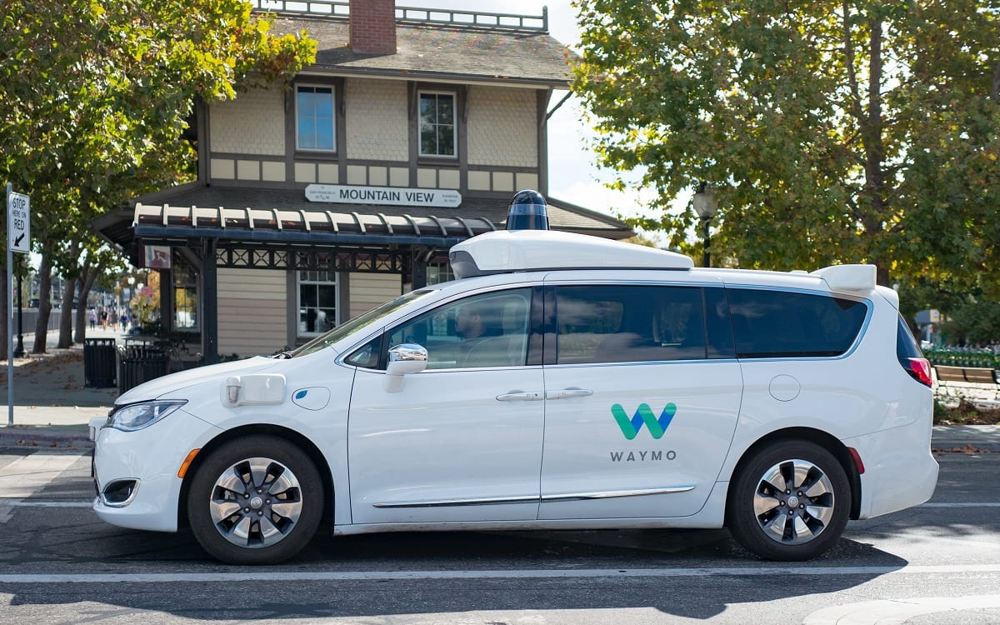 STOP
HERE ON
RED
MOUNTAIN VIEW
WAYMO